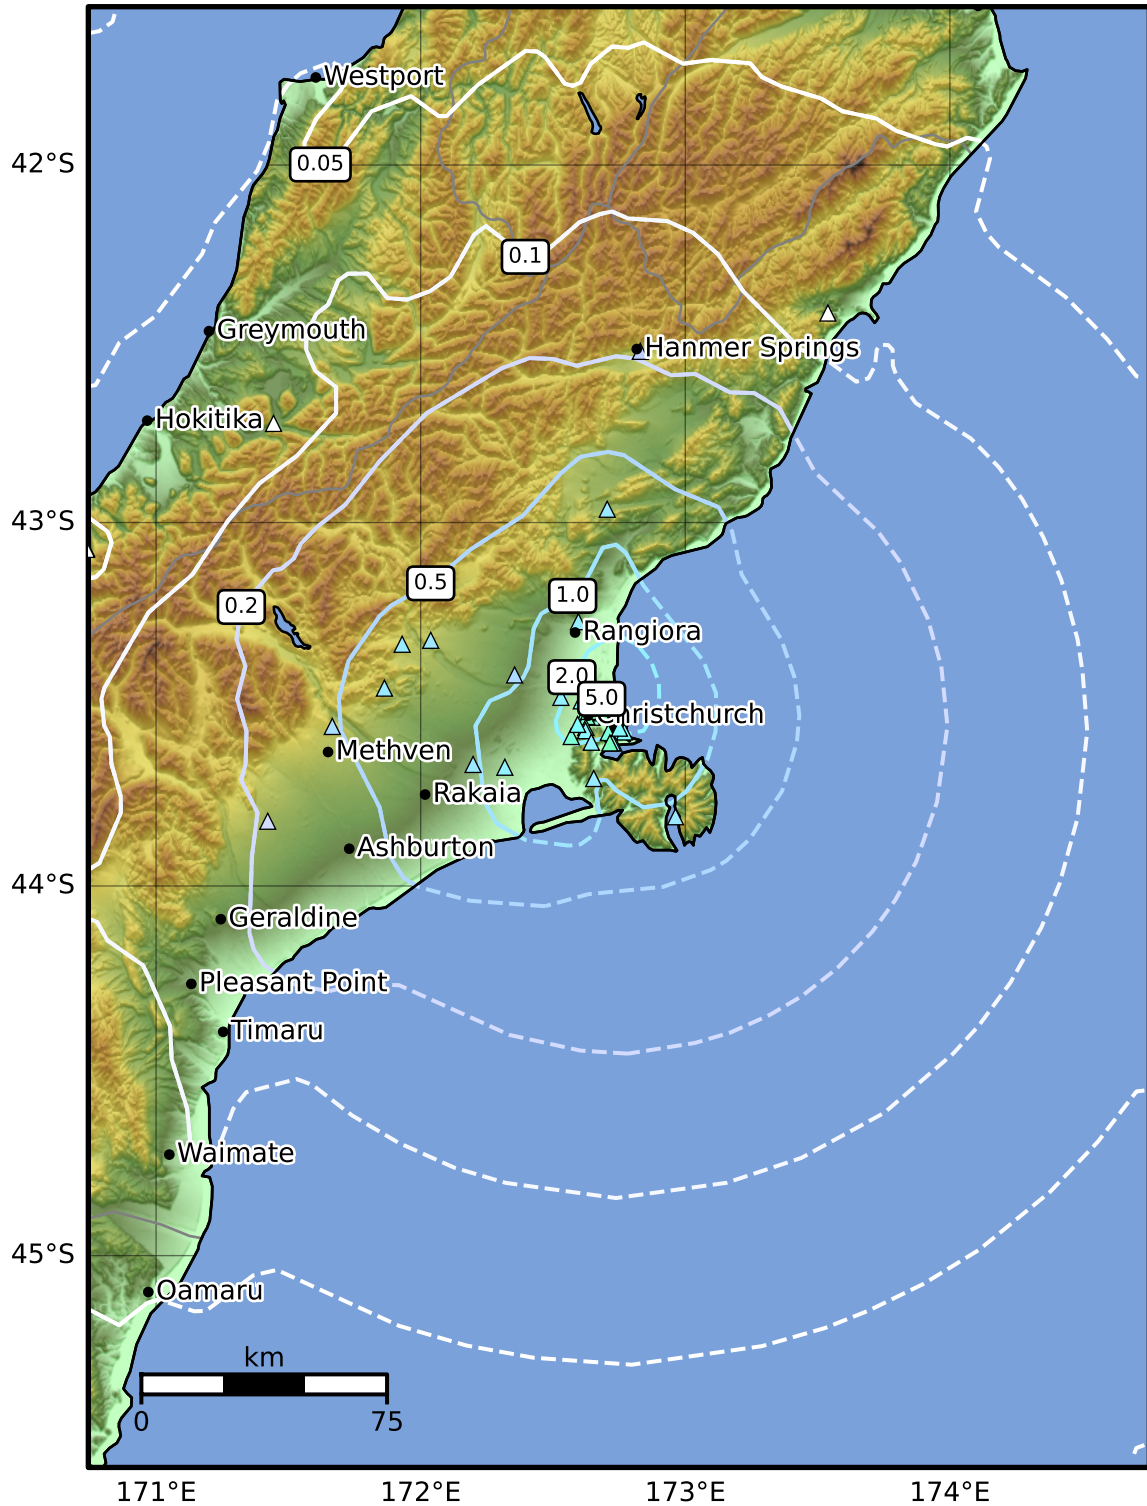 Westport
42°S
0.05
0.1
Greymouth
Hanmer Springs
Hokitika
43°S
0.5
1.0
0.2
Rangiora
2.0
5.0
Christchurch
Methven
Rakaia
Ashburton
44°S
Geraldine
Pleasant Point
Timaru
Waimate
45°S
Oamaru
km
0 75
171°E 172°E 173°E 174°E